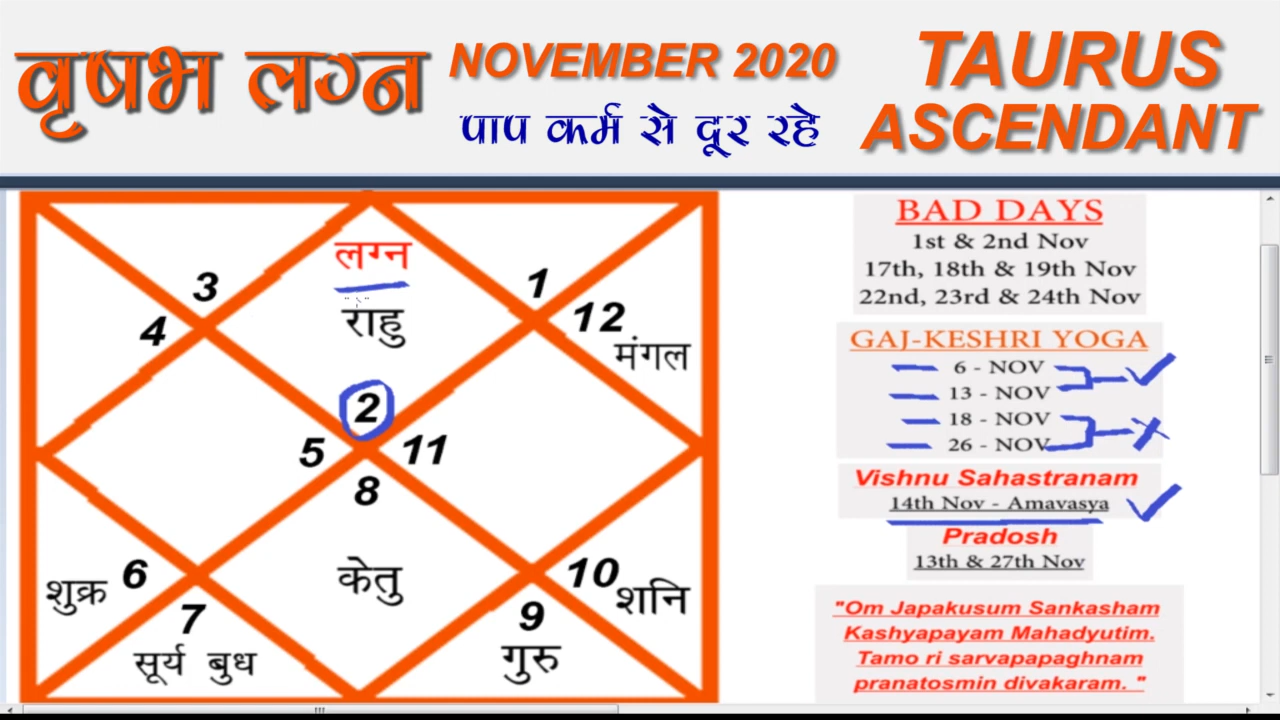 वृषभ लग्न
NOVEMBER 2020
पाप कर्म से दूर रहे
TAURUS
ASCENDANT
लग्न
राहु
2
3
4
5
6
शुक्र
7
सूर्य बुध
8
केतु
9
गुरु
10
शनि
11
12
मंगल
1
BAD DAYS
1st & 2nd Nov
17th, 18th & 19th Nov
22nd, 23rd & 24th Nov
GAJ-KESHRI YOGA
6 - NOV
13 - NOV
18 - NOV
26 - NOV
Vishnu Sahastranam
14th Nov - Amavasya
Pradosh
13th & 27th Nov
"Om Japakusum Sankasham
Kashyapayam Mahadyutim.
Tamo ri sarvapapaghnam
pranatosmin divakaram. "